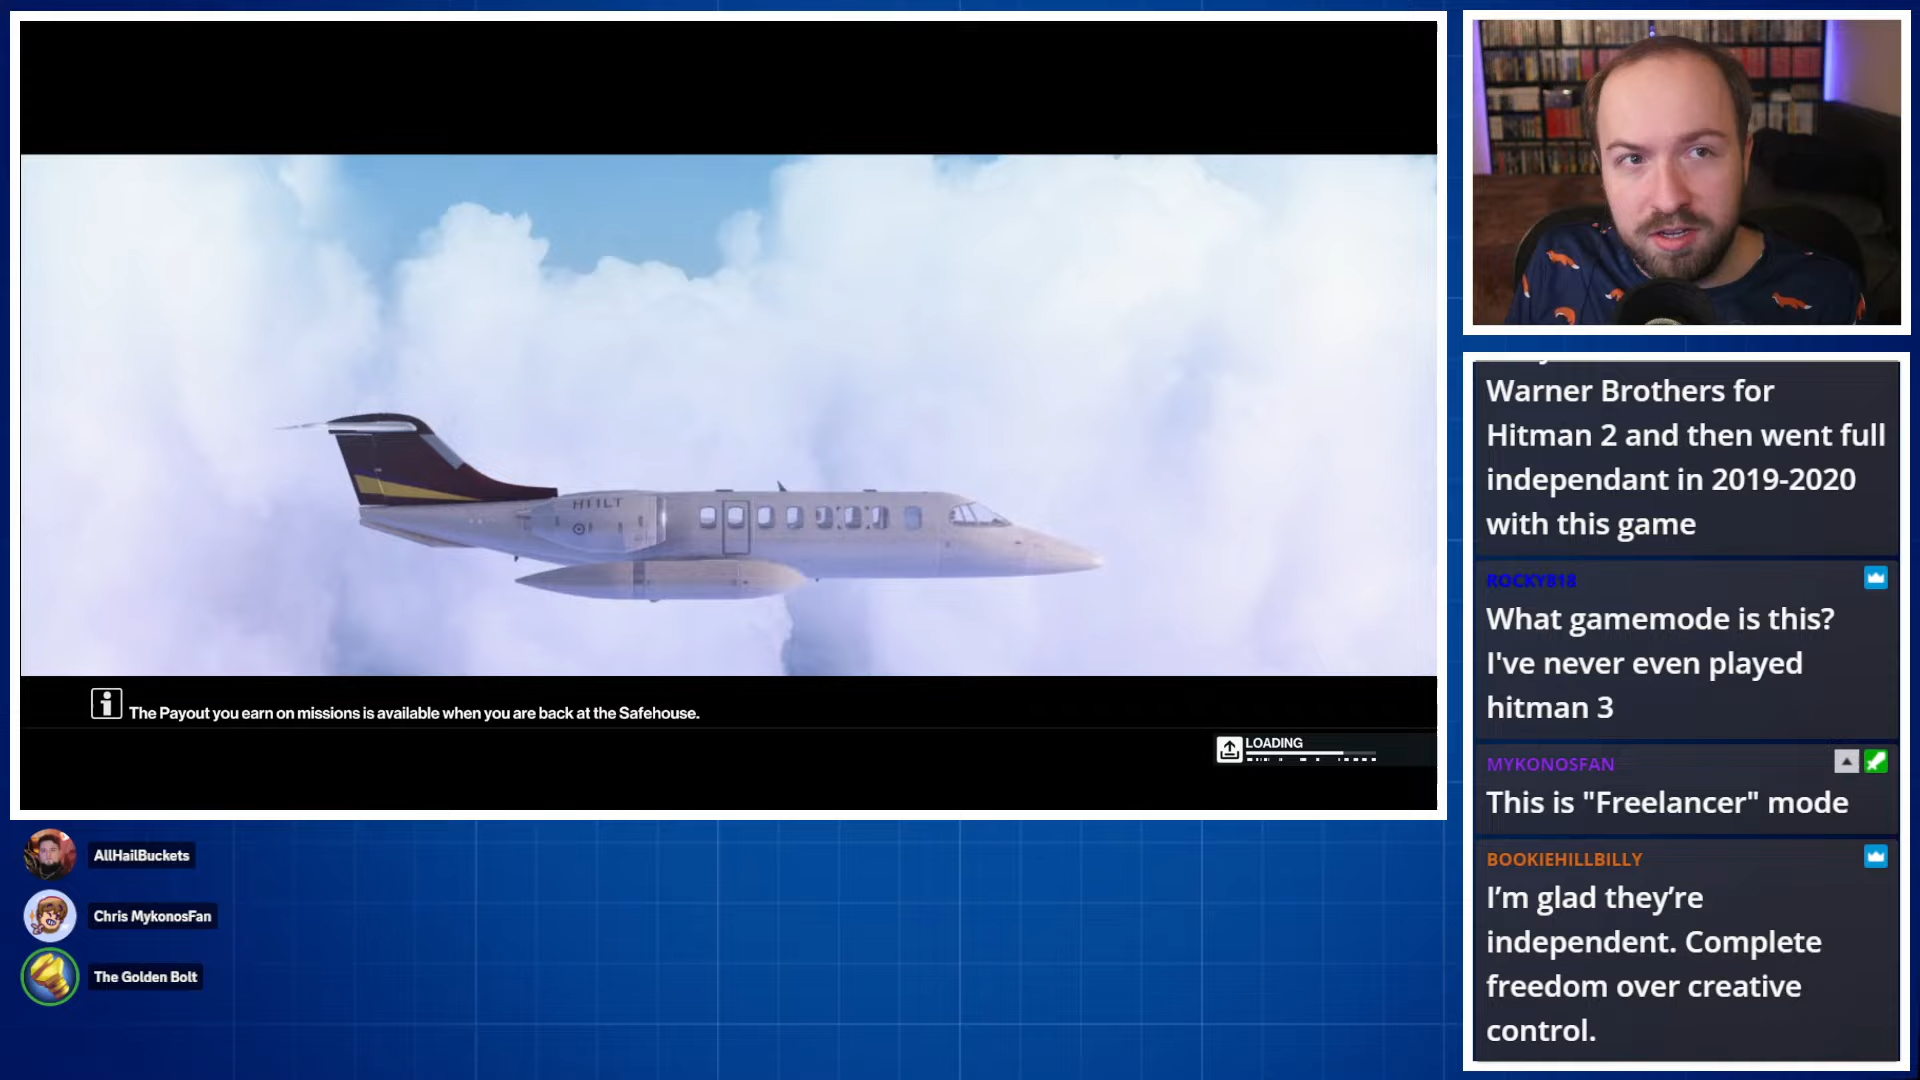 HITLT
The Payout you earn on missions is available when you are back at the Safehouse.
LOADING
AllHailBuckets
Chris MykonosFan
The Golden Bolt
Warner Brothers for
Hitman 2 and then went full
independant in 2019-2020
with this game
ROCKY818
What gamemode is this?
I've never even played
hitman 3
MYKONOSFAN
This is "Freelancer" mode
BOOKIEHILLBILLY
I’m glad they’re
independent. Complete
freedom over creative
control.